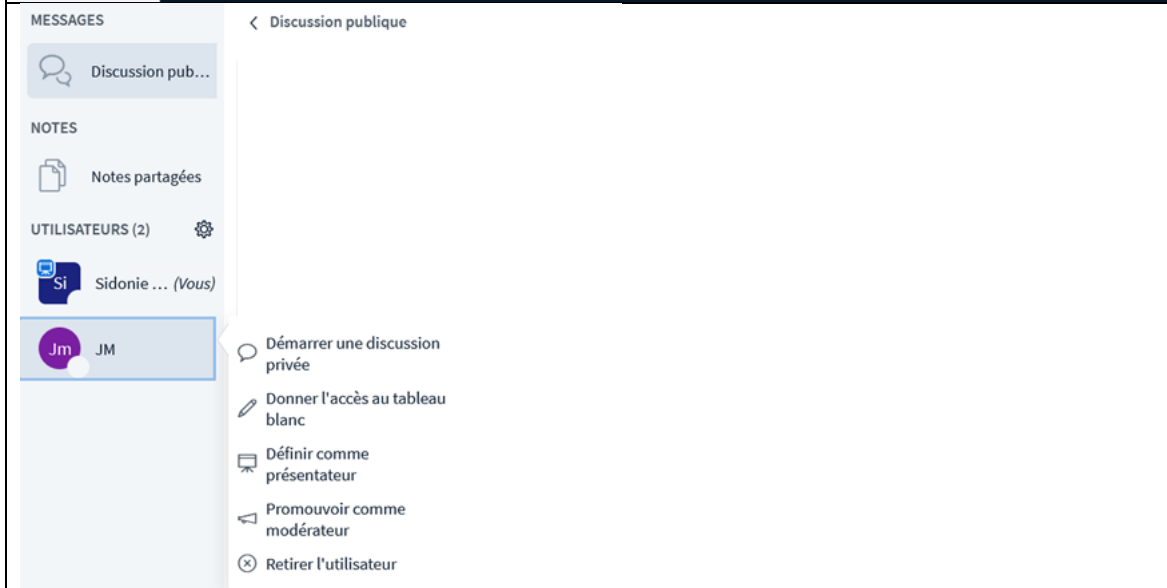 MESSAGES
Discussion pub...
NOTES
Notes partagées
UTILISATEURS (2)
Si
Sidonie ... (Vous)
Jm
JM
Discussion publique
Démarrer une discussion
privée
Donner l'accès au tableau
blanc
Définir comme
présentateur
Promouvoir comme
modérateur
Retirer l'utilisateur